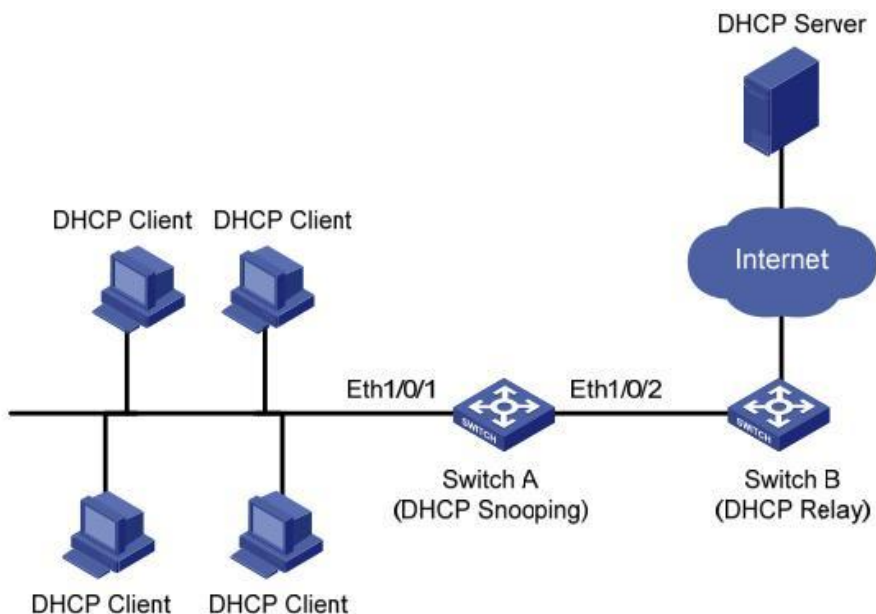 DHCP Server
DHCP Client
DHCP Client
Internet
Eth1/0/1
Eth1/0/2
SWITCH
SWITCH
Switch A
(DHCP Snooping)
Switch B
(DHCP Relay)
DHCP Client
DHCP Client